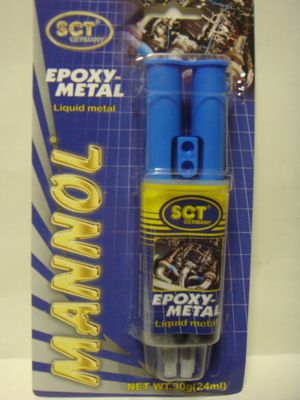 SCT®
GERMANY
EPOXY-
METAL
Liquid metal
MANNOL®
SCT®
GERMANY
EPOXY-
METAL
Liquid metal
NET WT.30g(24ml)